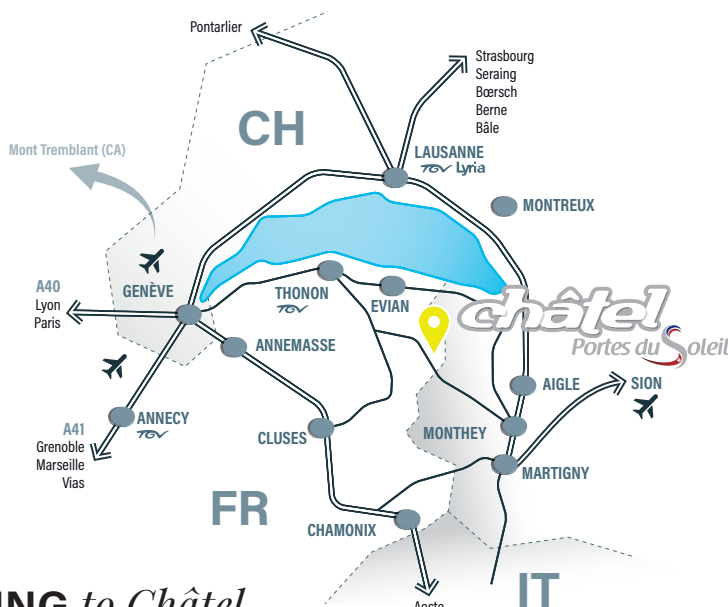 Pontarlier
Strasbourg
Seraing
Bœrsch
Berne
Bâle
CH
Mont Tremblant (CA)
LAUSANNE
TGV Lyria
MONTREUX
A40
Lyon
Paris
GENÈVE
THONON
TGV
EVIAN
châtel
Portes du Soleil
ANNEMASSE
AIGLE
SION
A41
Grenoble
Marseille
Vias
ANNECY
TGV
CLUSES
MONTHEY
MARTIGNY
FR
CHAMONIX
IT
ING to Châtel
Aoste